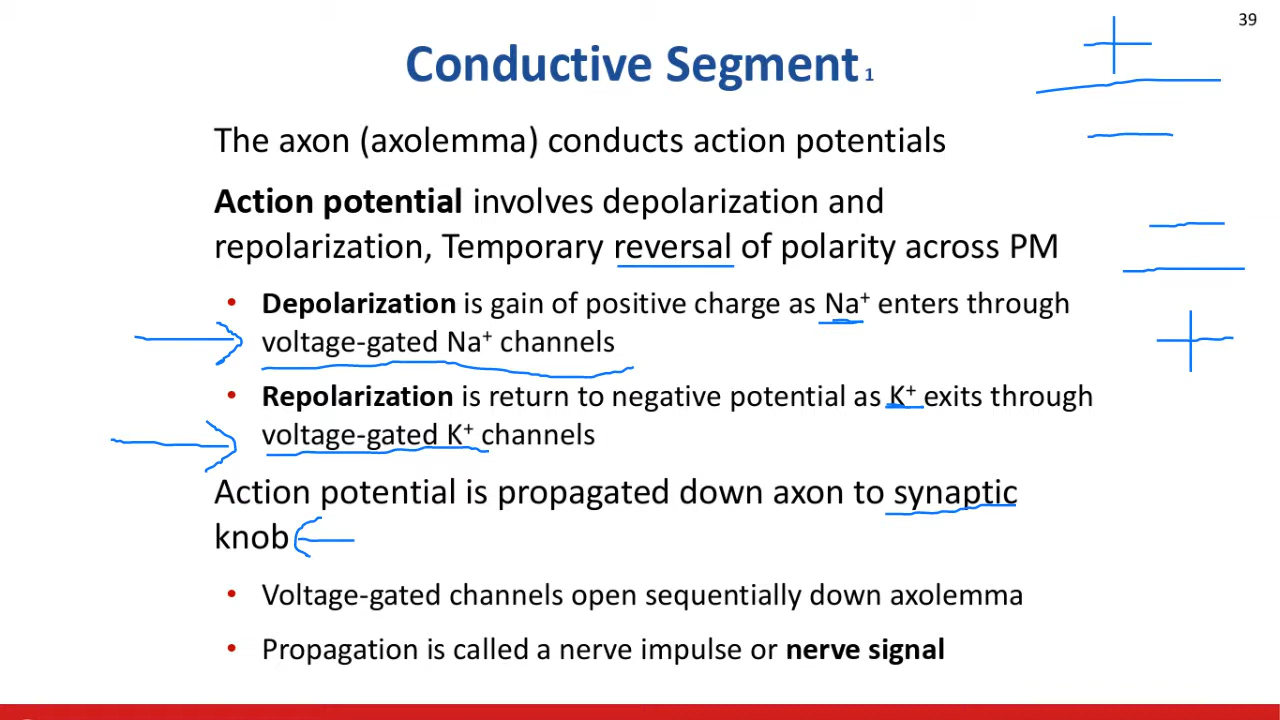 39
Conductive Segment 1
The axon (axolemma) conducts action potentials
Action potential involves depolarization and
repolarization, Temporary reversal of polarity across PM
• Depolarization is gain of positive charge as Na⁺ enters through
voltage-gated Na⁺ channels
• Repolarization is return to negative potential as K⁺ exits through
voltage-gated K⁺ channels
Action potential is propagated down axon to synaptic
knob
• Voltage-gated channels open sequentially down axolemma
• Propagation is called a nerve impulse or nerve signal